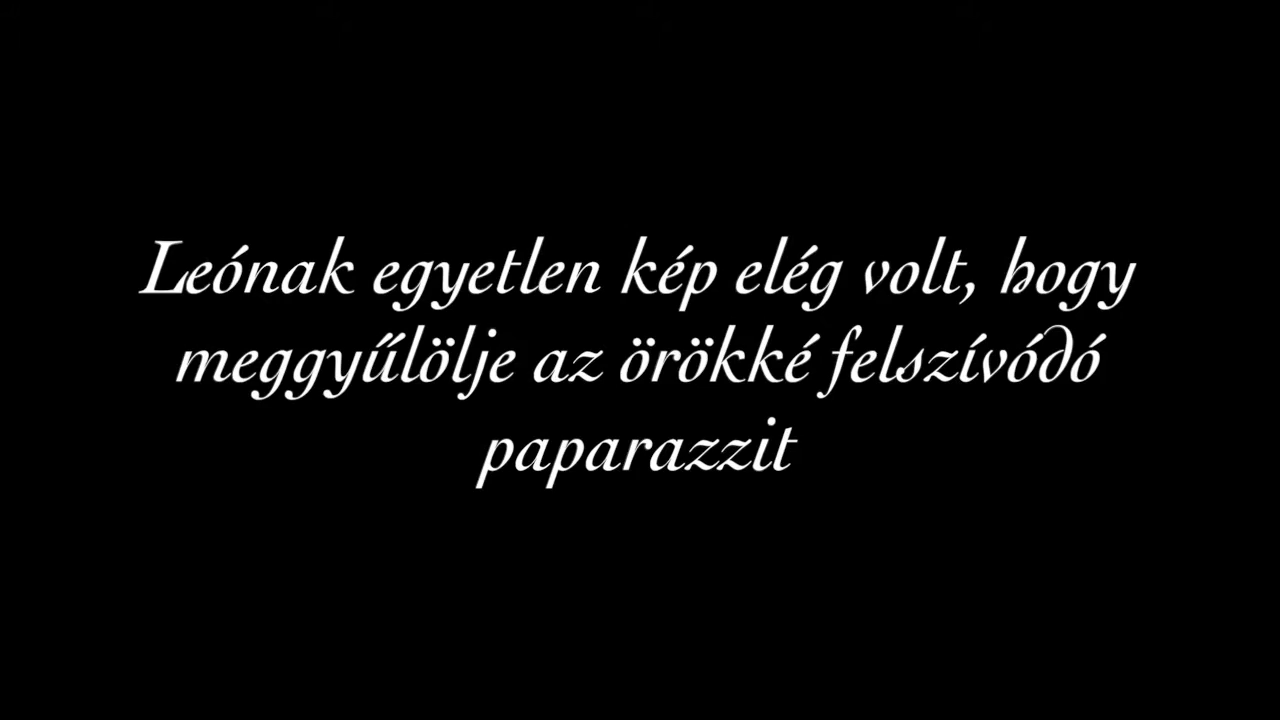 Leónak egyetlen kép elég volt, hogy
meggyűlölje az örökké felszívódó
paparazzit